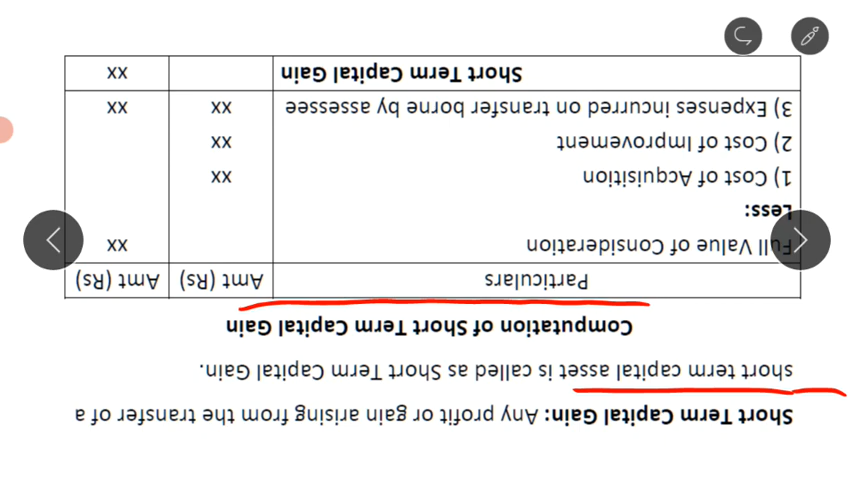 Short Term Capital Gain: Any profit or gain arising from the transfer of a
short term capital asset is called as Short Term Capital Gain.
Computation of Short Term Capital Gain
Particulars Amt (Rs) Amt (Rs)
Full Value of Consideration xx
Less:
1) Cost of Acquisition xx
2) Cost of Improvement xx
3) Expenses incurred on transfer borne by assessee xx xx
Short Term Capital Gain xx